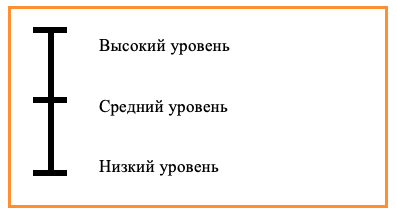 Высокий уровень
Средний уровень
Низкий уровень